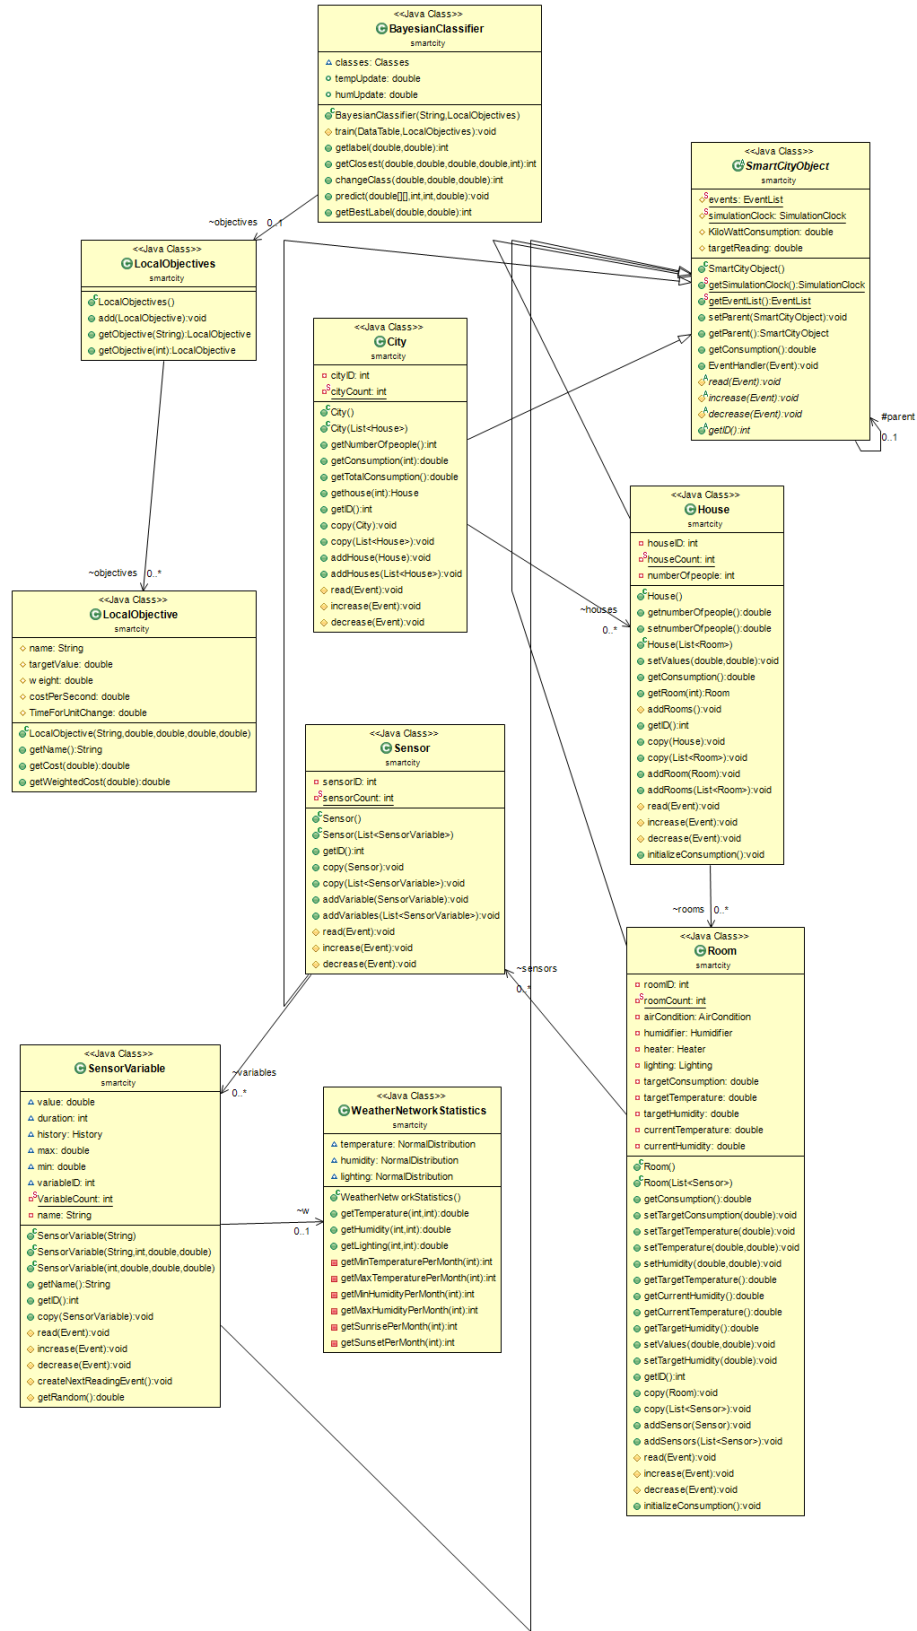 <<Java Class>>
BayesianClassifier
smartcity
classes: Classes
tempUpdate: double
humUpdate: double
BayesianClassifier(String,LocalObjectives)
train(DataTable,LocalObjectives):void
getlabel(double,double):int
getClosest(double,double,double,double,int):int
changeClass(double,double,double):int
predict(double[][],int,int,double):void
getBestLabel(double,double):int
~objectives 0..1
<<Java Class>>
SmartCityObject
smartcity
events: EventList
simulationClock: SimulationClock
KiloWattConsumption: double
targetReading: double
SmartCityObject()
getSimulationClock():SimulationClock
getEventList():EventList
setParent(SmartCityObject):void
getParent():SmartCityObject
getConsumption():double
EventHandler(Event):void
read(Event):void
increase(Event):void
decrease(Event):void
getID():int
#parent
0..1
<<Java Class>>
LocalObjectives
smartcity
LocalObjectives()
add(LocalObjective):void
getObjective(String):LocalObjective
getObjective(int):LocalObjective
~objectives 0..*
<<Java Class>>
City
smartcity
cityID: int
cityCount: int
City()
City(List<House>)
getNumberOfpeople():int
getConsumption(int):double
getTotalConsumption():double
gethouse(int):House
getID():int
copy(City):void
copy(List<House>):void
addHouse(House):void
addHouses(List<House>):void
read(Event):void
increase(Event):void
decrease(Event):void
~houses
0..*
<<Java Class>>
House
smartcity
houseID: int
houseCount: int
numberOfpeople: int
House()
getnumberOfpeople():double
setnumberOfpeople():double
House(List<Room>)
setValues(double,double):void
getConsumption():double
getRoom(int):Room
addRooms():void
getID():int
copy(House):void
copy(List<Room>):void
addRoom(Room):void
addRooms(List<Room>):void
read(Event):void
increase(Event):void
decrease(Event):void
initializeConsumption():void
~rooms 0..*
<<Java Class>>
LocalObjective
smartcity
name: String
targetValue: double
weight: double
costPerSecond: double
TimeForUnitChange: double
LocalObjective(String,double,double,double,double)
getName():String
getCost(double):double
getWeightedCost(double):double
<<Java Class>>
Sensor
smartcity
sensorID: int
sensorCount: int
Sensor()
Sensor(List<SensorVariable>)
getID():int
copy(Sensor):void
copy(List<SensorVariable>):void
addVariable(SensorVariable):void
addVariables(List<SensorVariable>):void
read(Event):void
increase(Event):void
decrease(Event):void
~sensors
0..*
~variables
0..*
<<Java Class>>
Room
smartcity
roomID: int
roomCount: int
airCondition: AirCondition
humidifier: Humidifier
heater: Heater
lighting: Lighting
targetConsumption: double
targetTemperature: double
targetHumidity: double
currentTemperature: double
currentHumidity: double
Room()
Room(List<Sensor>)
getConsumption():double
setTargetConsumption(double):void
setTargetTemperature(double):void
setTemperature(double,double):void
setHumidity(double,double):void
getTargetTemperature():double
getCurrentHumidity():double
getCurrentTemperature():double
getTargetHumidity():double
setValues(double,double):void
setTargetHumidity(double):void
getID():int
copy(Room):void
copy(List<Sensor>):void
addSensor(Sensor):void
addSensors(List<Sensor>):void
read(Event):void
increase(Event):void
decrease(Event):void
initializeConsumption():void
<<Java Class>>
SensorVariable
smartcity
value: double
duration: int
history: History
max: double
min: double
variableID: int
VariableCount: int
name: String
SensorVariable(String)
SensorVariable(String,int,double,double)
SensorVariable(int,double,double,double)
getName():String
getID():int
copy(SensorVariable):void
read(Event):void
increase(Event):void
decrease(Event):void
createNextReadingEvent():void
getRandom():double
~w
0..1
<<Java Class>>
WeatherNetworkStatistics
smartcity
temperature: NormalDistribution
humidity: NormalDistribution
lighting: NormalDistribution
WeatherNetworkStatistics()
getTemperature(int,int):double
getHumidity(int,int):double
getLighting(int,int):double
getMinTemperaturePerMonth(int):int
getMaxTemperaturePerMonth(int):int
getMinHumidityPerMonth(int):int
getMaxHumidityPerMonth(int):int
getSunrisePerMonth(int):int
getSunsetPerMonth(int):int